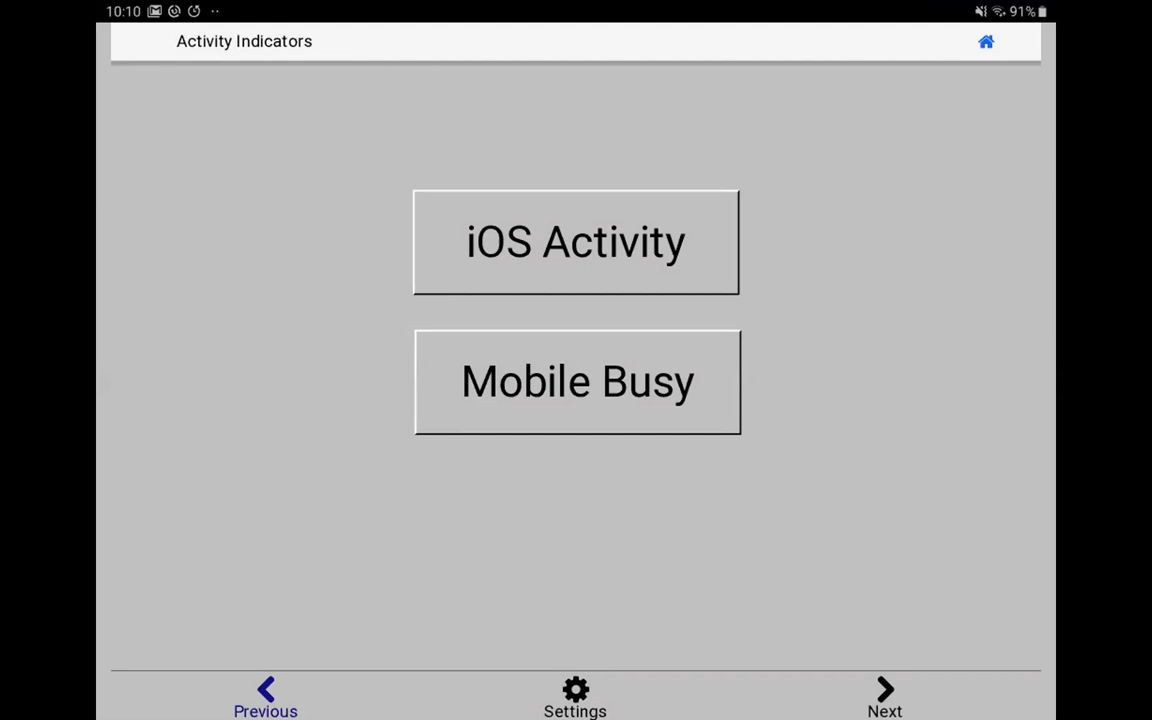 10:10
91%
Activity Indicators
iOS Activity
Mobile Busy
Previous
Settings
Next